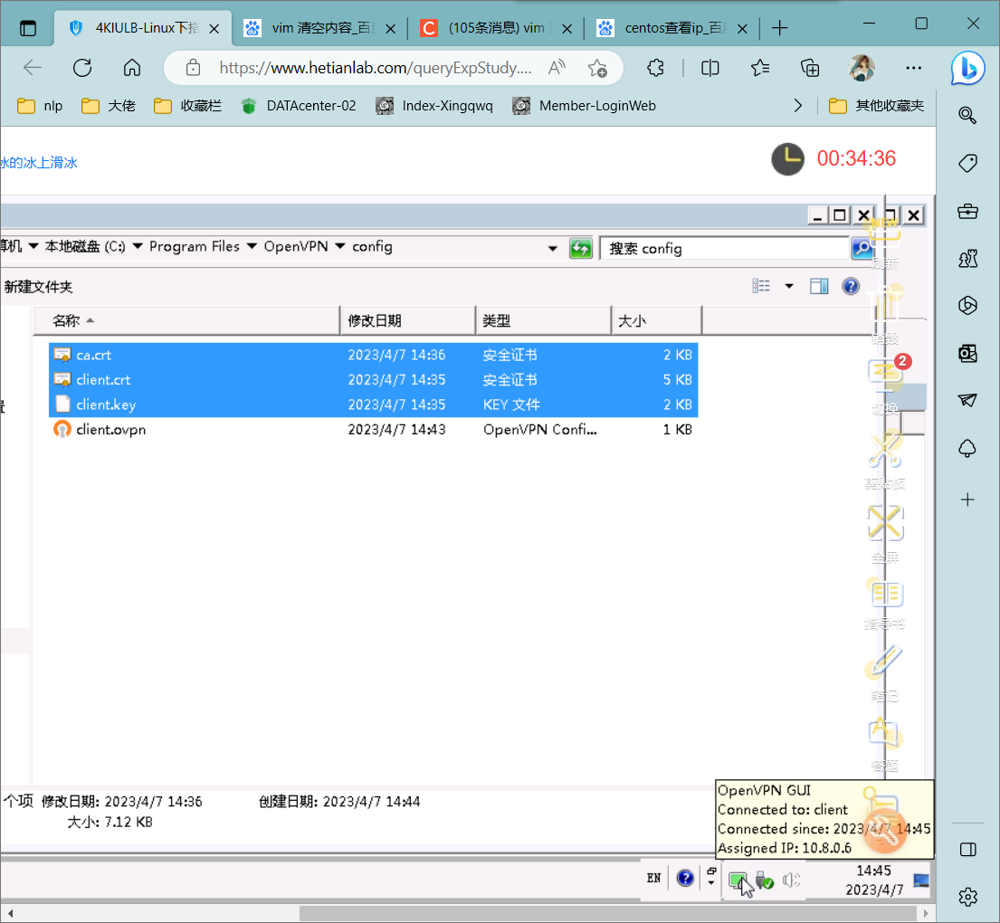 4KIULB-Linux下搭
vim 清空内容_百度
(105条消息) vim
centos查看ip_百度
https://www.hetianlab.com/queryExpStudy....
nlp
大佬
收藏栏
DATAcenter-02
Index-Xingqwq
Member-LoginWeb
其他收藏夹
冰的冰上滑冰
00:34:36
算机 本地磁盘 (C:) Program Files OpenVPN config
搜索 config
新建文件夹
名称 修改日期 类型 大小
ca.crt 2023/4/7 14:36 安全证书 2 KB
client.crt 2023/4/7 14:35 安全证书 5 KB
client.key 2023/4/7 14:35 KEY 文件 2 KB
client.ovpn 2023/4/7 14:43 OpenVPN Confi... 1 KB
NEW
刷新
销毁
2
切换
剪贴板
全屏
指导书
笔记
答题
个项 修改日期: 2023/4/7 14:36 创建日期: 2023/4/7 14:44
大小: 7.12 KB
OpenVPN GUI
Connected to: client
Connected since: 2023/4/7 14:45
Assigned IP: 10.8.0.6
EN
14:45
2023/4/7